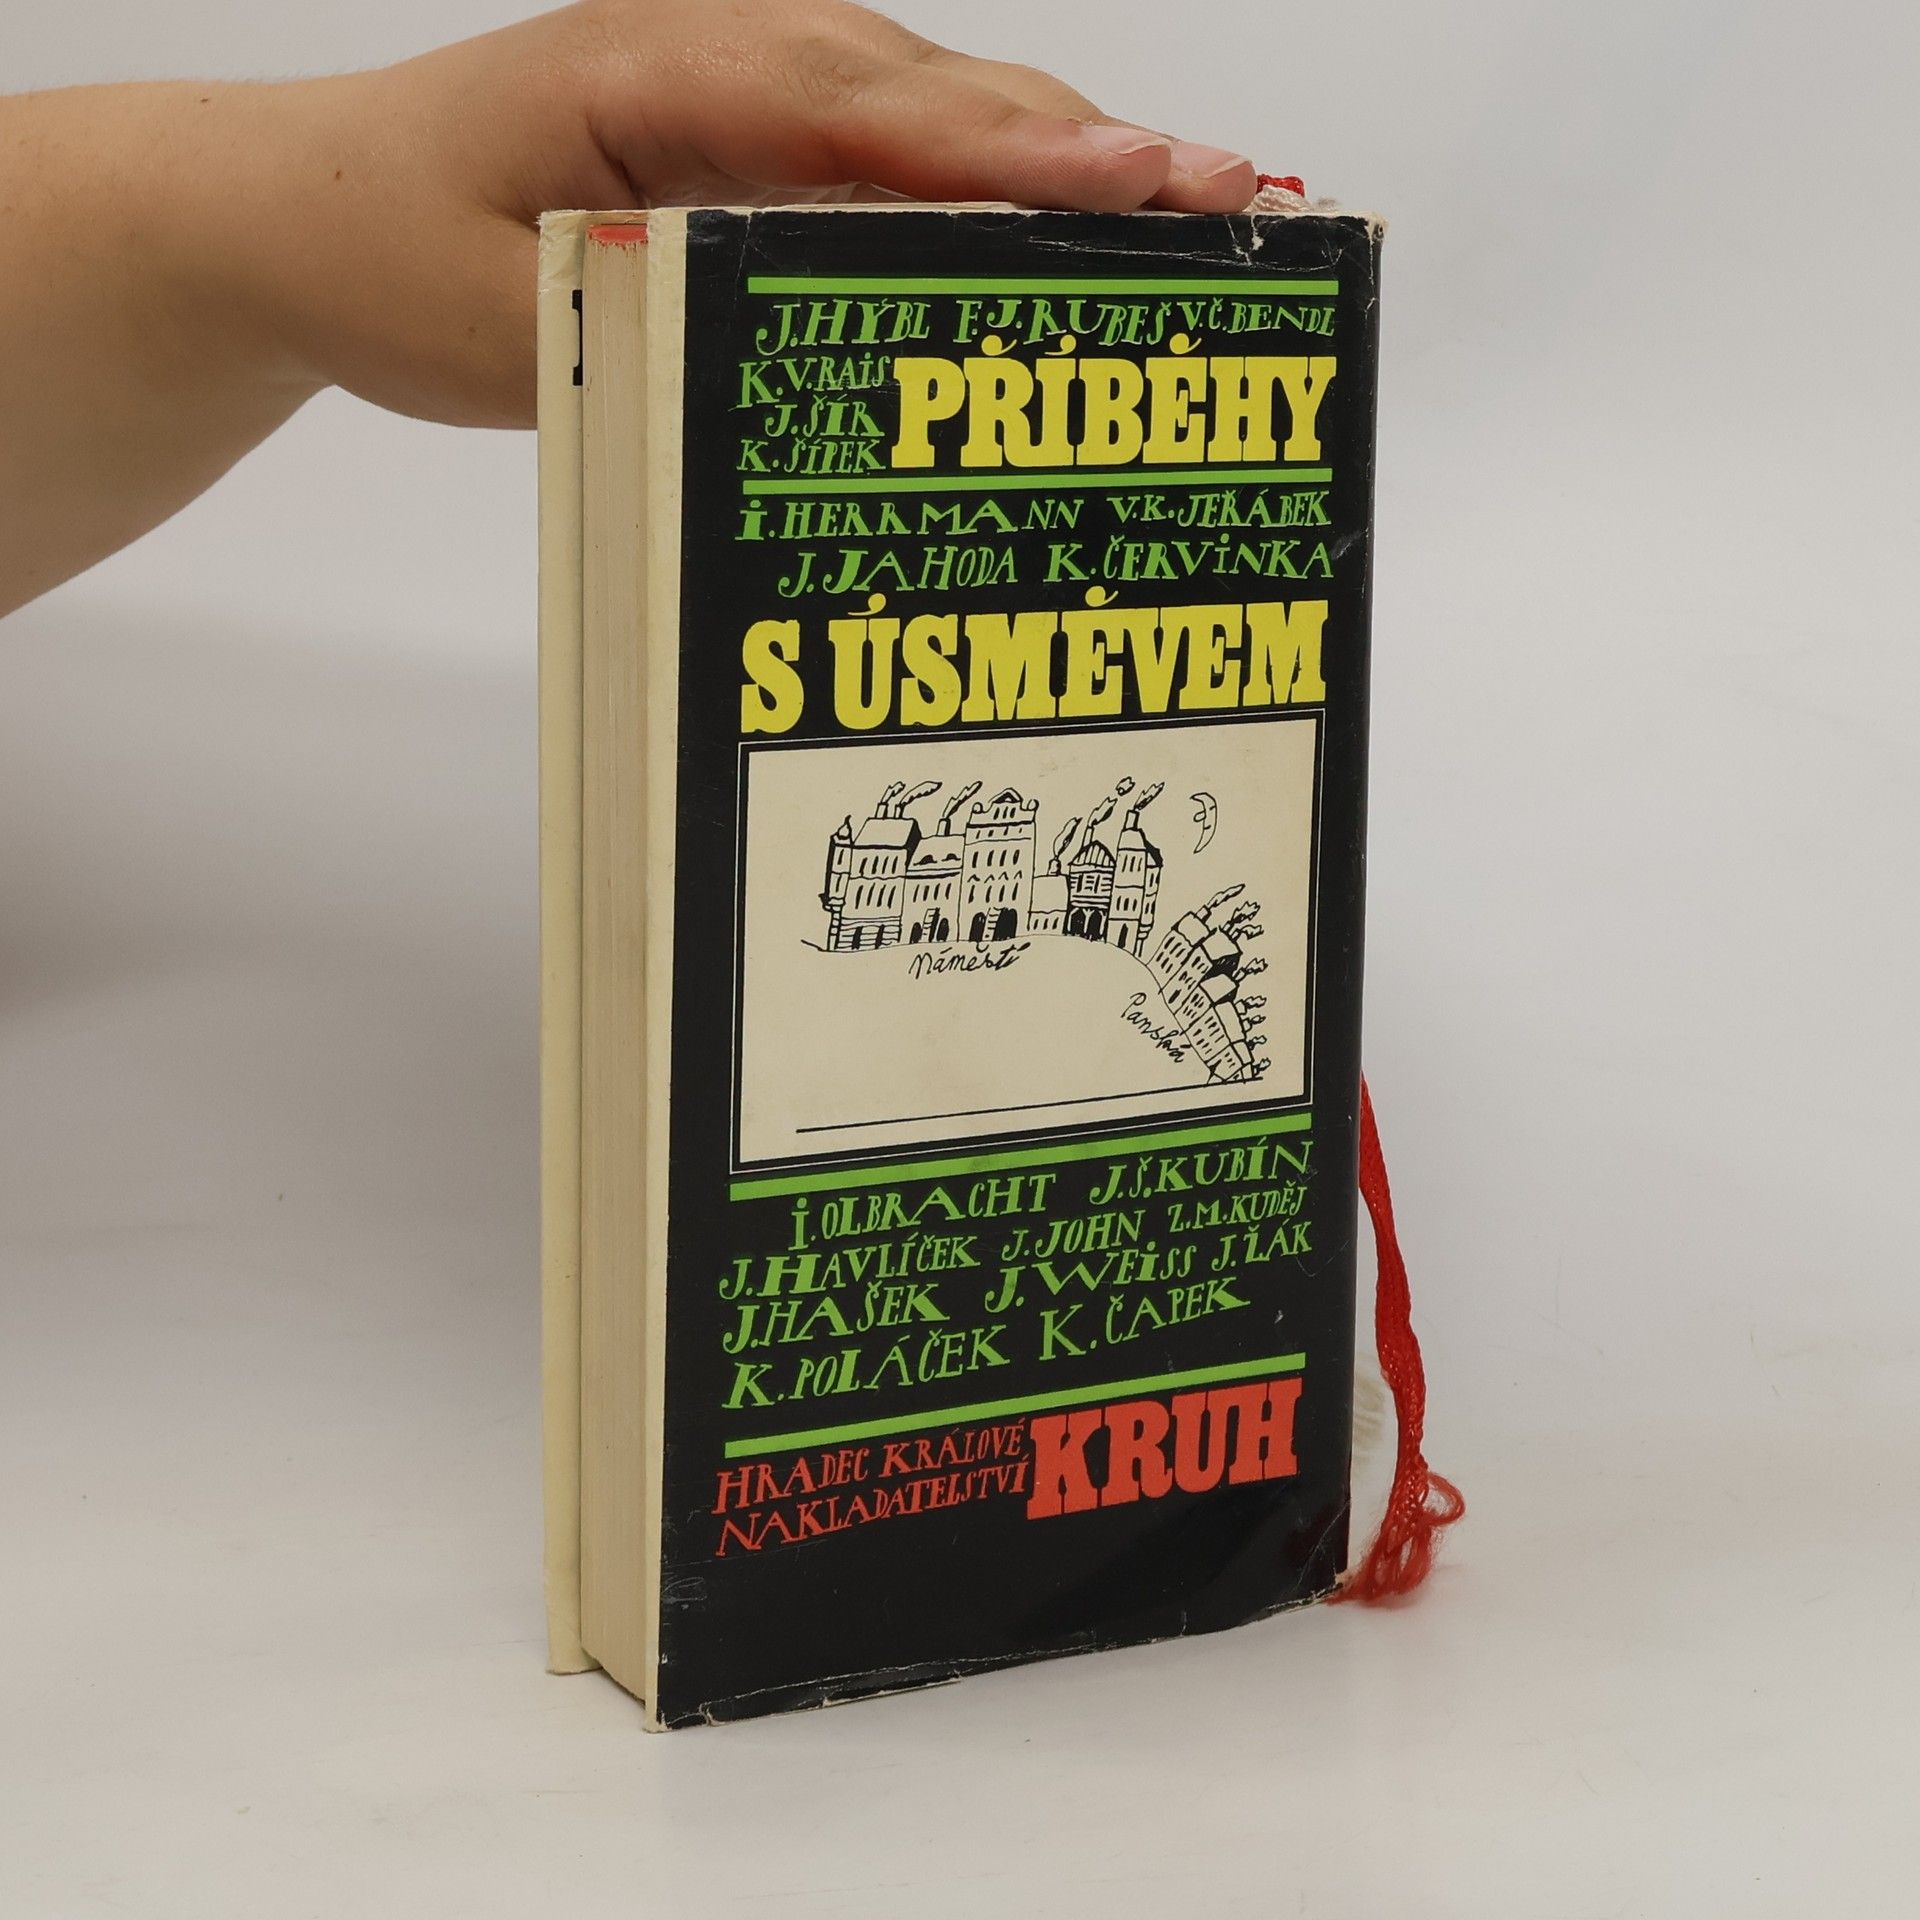 J. HÝBL F. J. RUBEŠ V. Č. BENDL
K. V. RAIS
J. ŠÍR
K. ŠÍPEK
PŘÍBĚHY
I. HERRMANN V. K. JEŘÁBEK
J. JAHODA K. ČERVINKA
S ÚSMĚVEM
Náměstí
Panská
I. OLBRACHT J. Š. KUBÍN
J. HAVLÍČEK J. JOHN Z. M. KUDĚJ
J. HAŠEK J. WEISS J. ŽÁK
K. POLÁČEK K. ČAPEK
HRADEC KRÁLOVÉ
NAKLADATELSTVÍ
KRUH